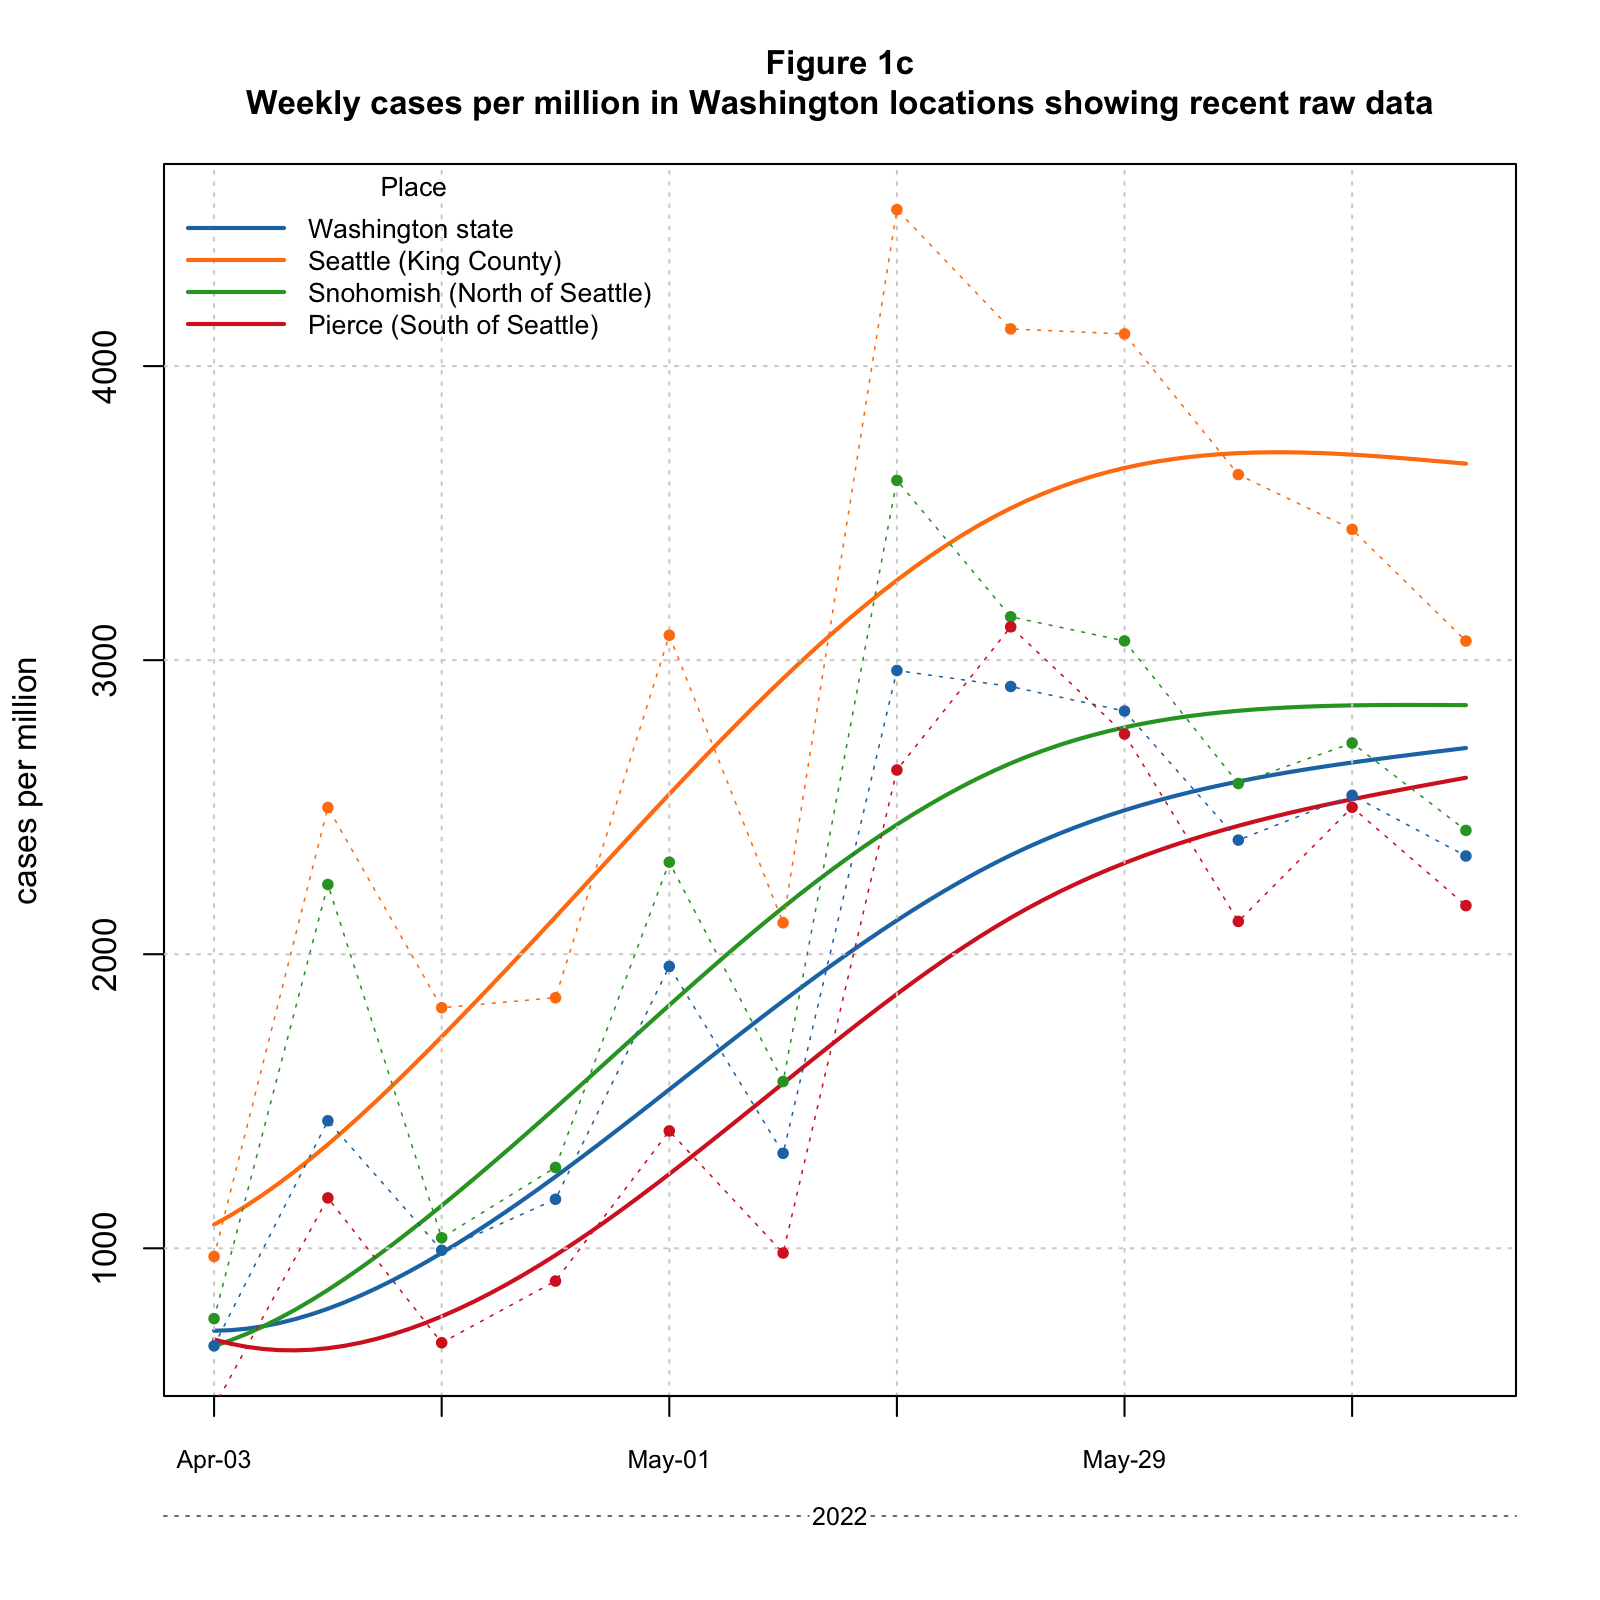 Figure 1c
Weekly cases per million in Washington locations showing recent raw data
Place
Washington state
Seattle (King County)
Snohomish (North of Seattle)
Pierce (South of Seattle)
cases per million
4000
3000
2000
1000
Apr-03
May-01
May-29
2022